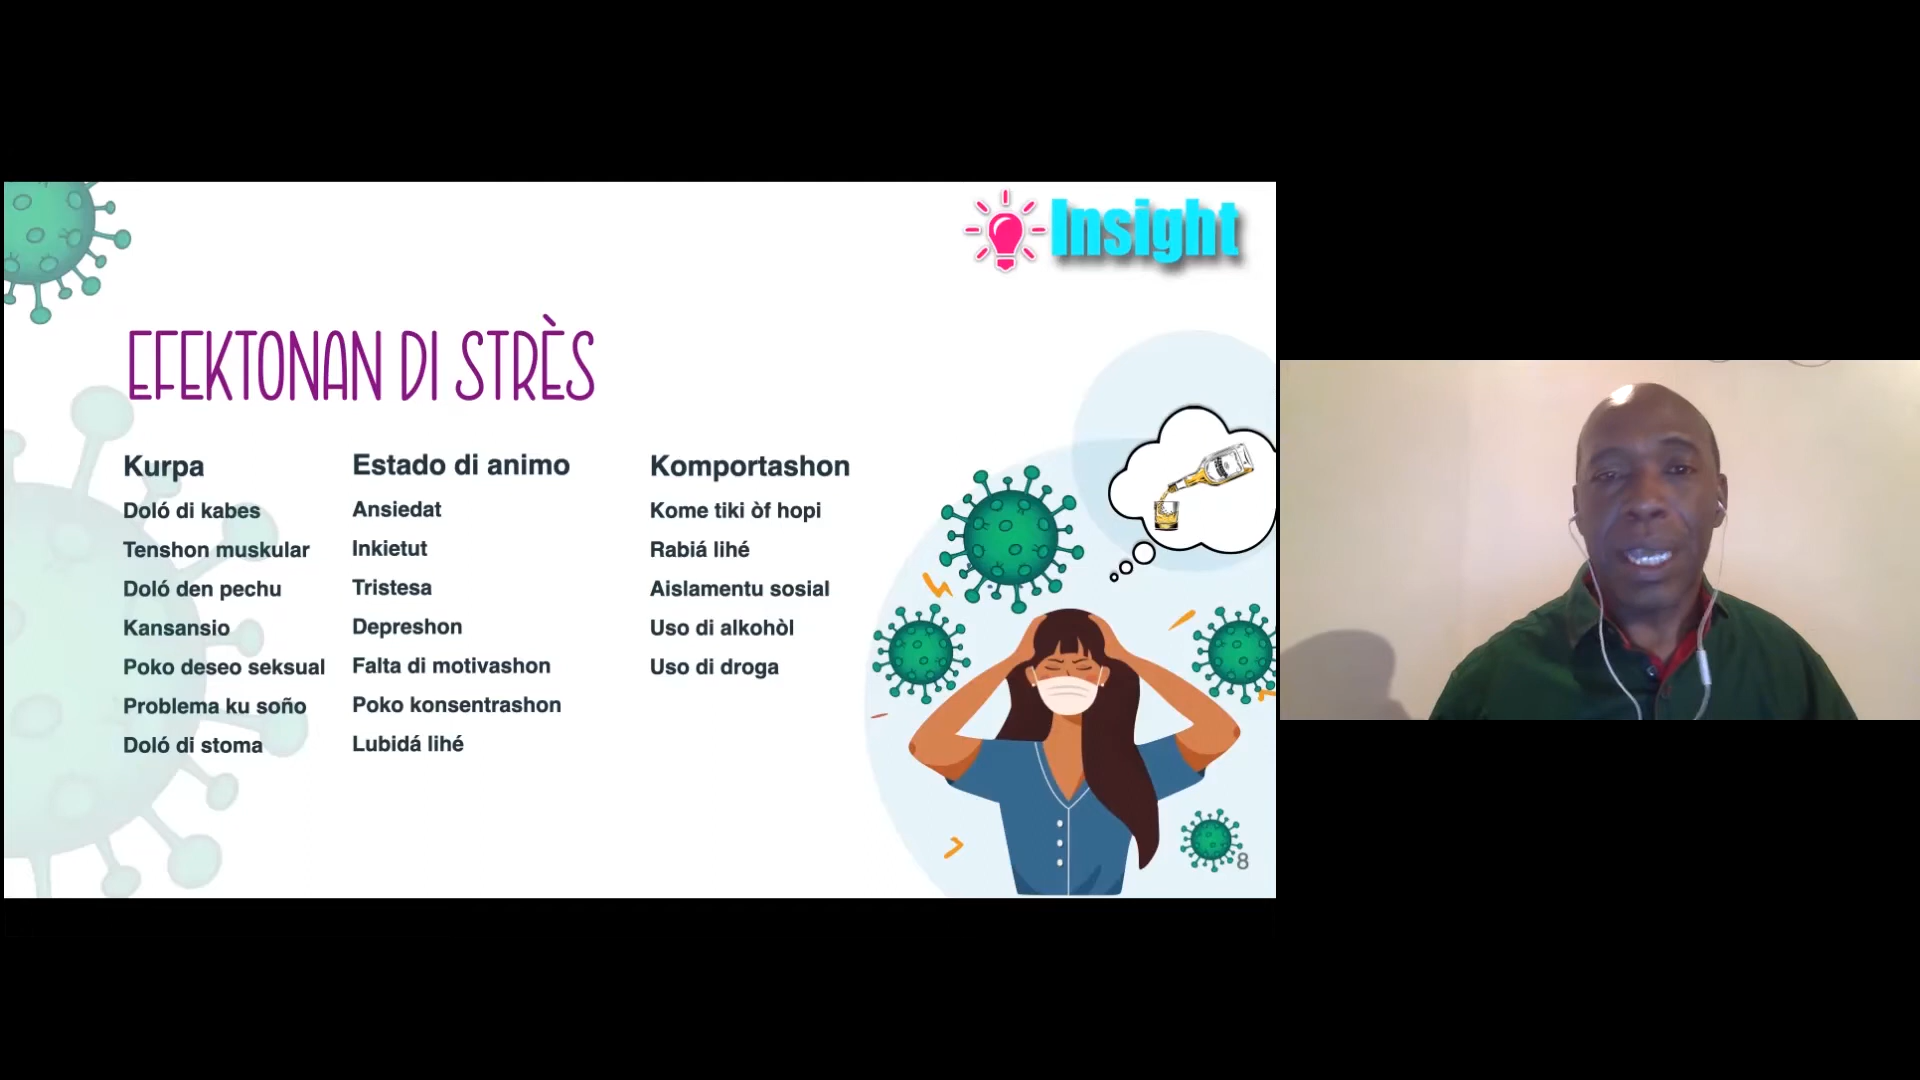 Insight
EFEKTONAN DI STRÈS
Kurpa
Doló di kabes
Tenshon muskular
Doló den pechu
Kansansio
Poko deseo seksual
Problema ku soño
Doló di stoma
Estado di animo
Ansiedat
Inkietut
Tristesa
Depreshon
Falta di motivashon
Poko konsentrashon
Lubidá lihé
Komportashon
Kome tiki òf hopi
Rabiá lihé
Aislamentu sosial
Uso di alkohòl
Uso di droga
8